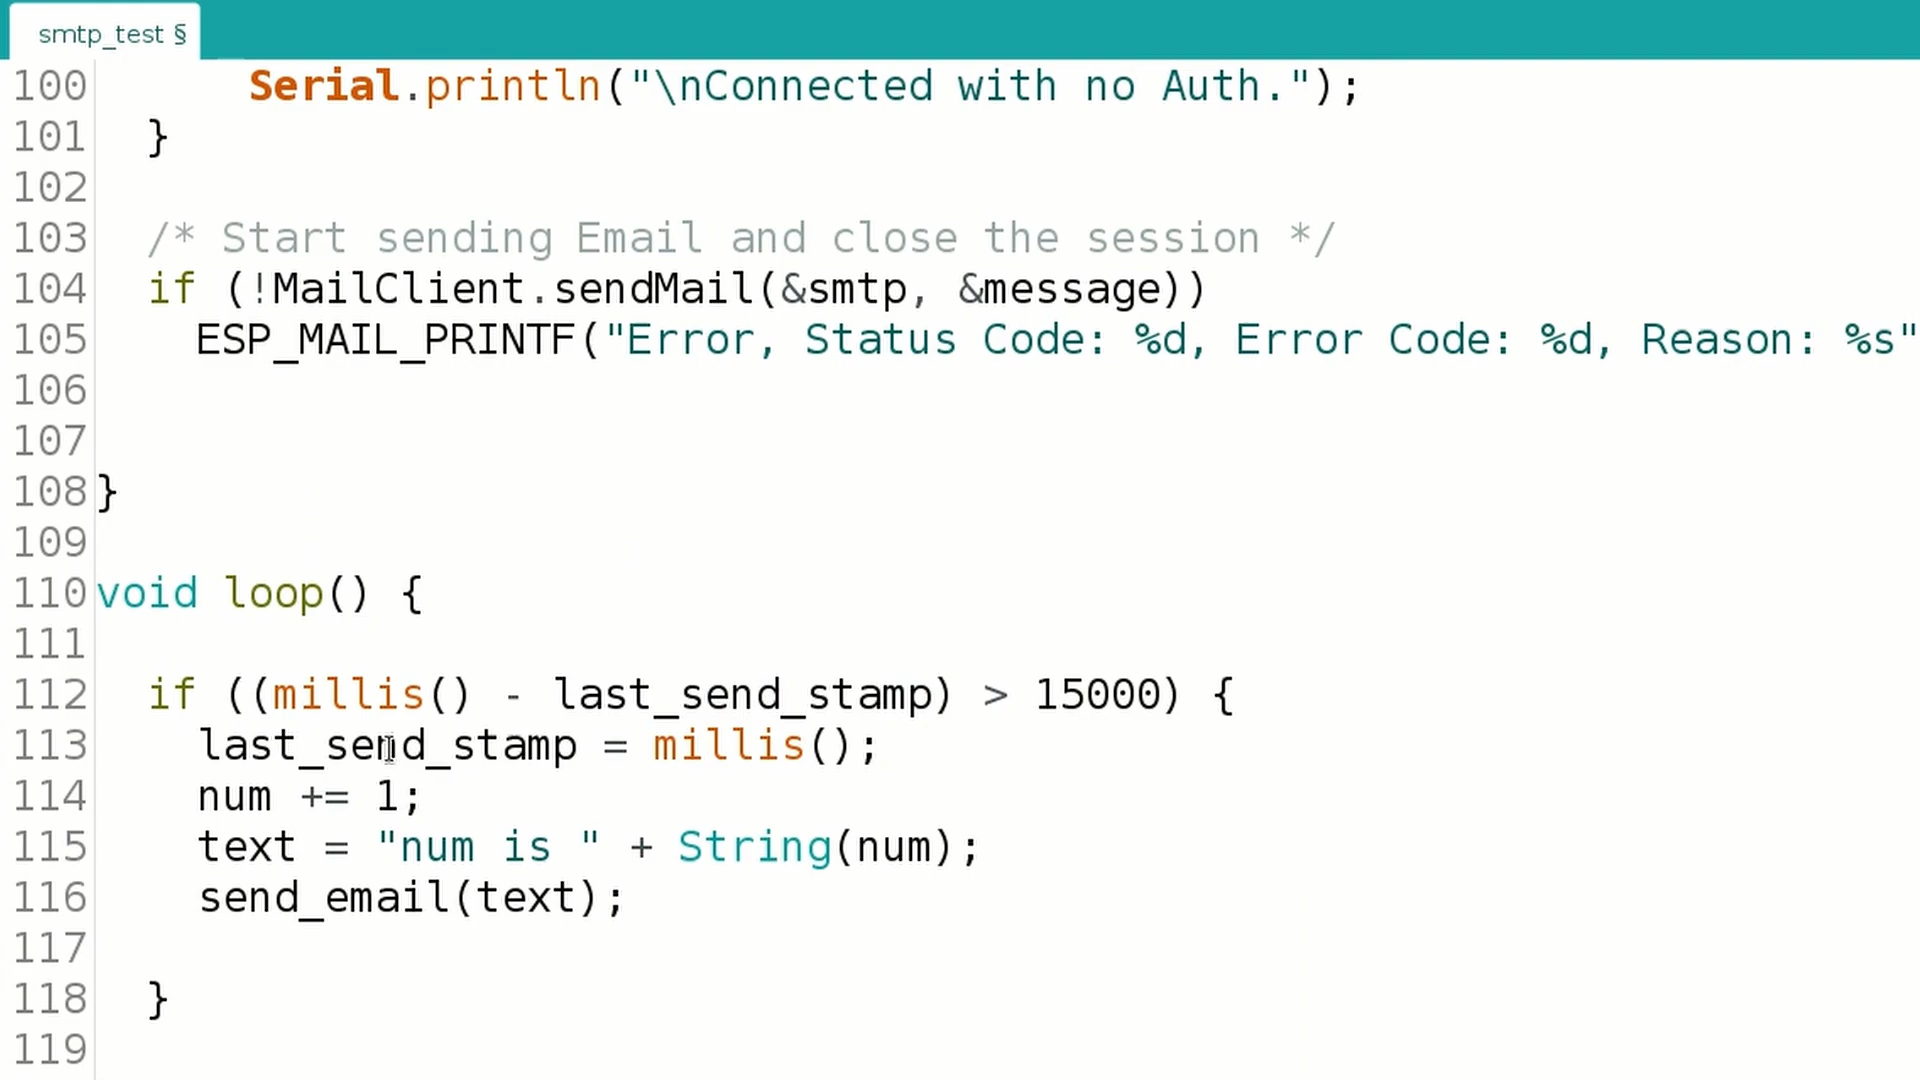 smtp_test §
100 Serial.println("\nConnected with no Auth.");
101 }
102
103 /* Start sending Email and close the session */
104 if (!MailClient.sendMail(&smtp, &message))
105 ESP_MAIL_PRINTF("Error, Status Code: %d, Error Code: %d, Reason: %s"
106
107
108 }
109
110 void loop() {
111
112 if ((millis() - last_send_stamp) > 15000) {
113 last_send_stamp = millis();
114 num += 1;
115 text = "num is " + String(num);
116 send_email(text);
117
118 }
119